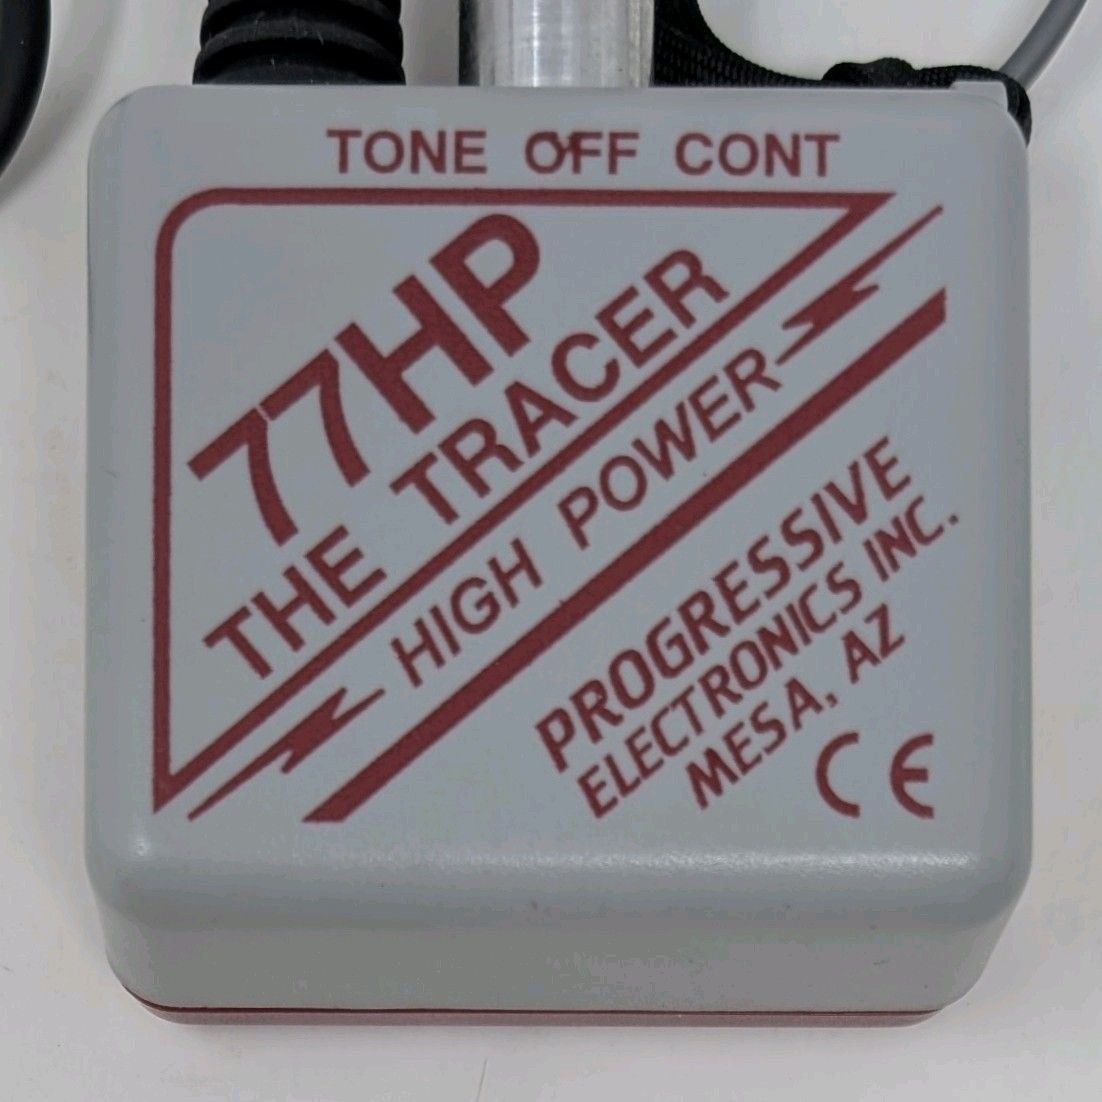 TONE OFF CONT
77HP
THE TRACER
HIGH POWER
PROGRESSIVE
ELECTRONICS INC.
MESA, AZ
CE